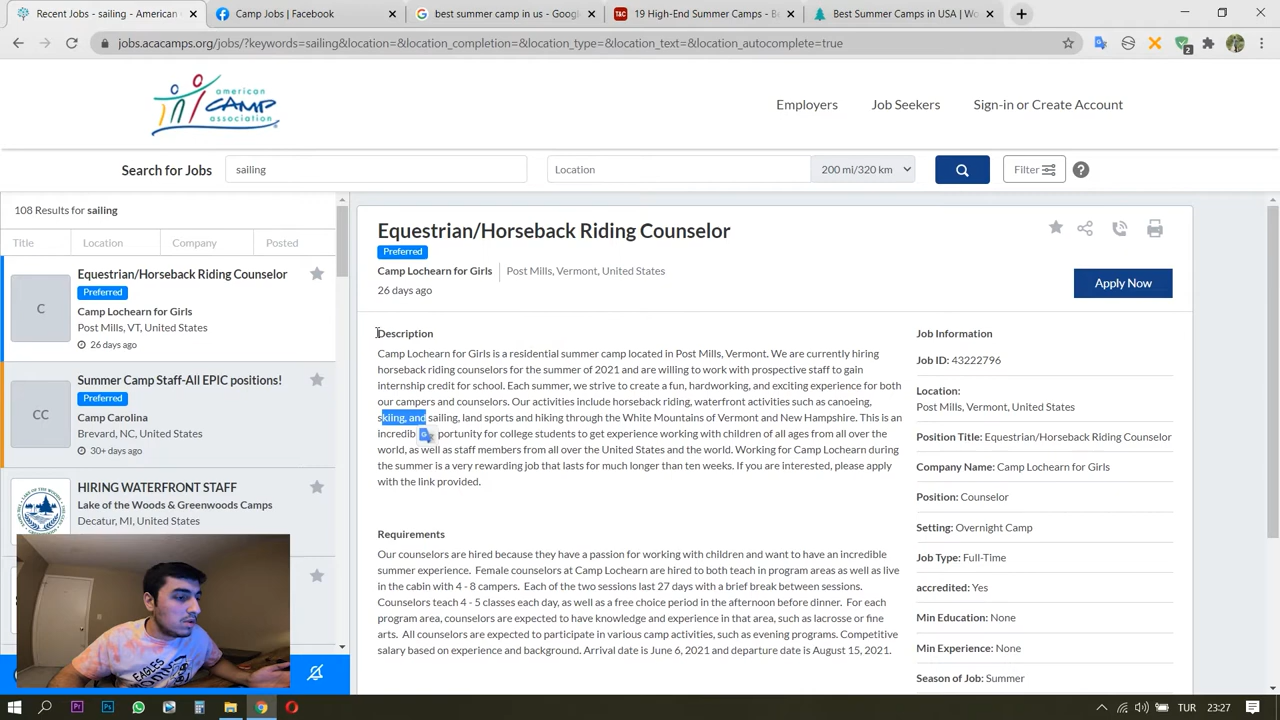 Recent Jobs - sailing - American
Camp Jobs | Facebook
best summer camp in us - Goog
19 High-End Summer Camps - Be
Best Summer Camps in USA | Wo
jobs.acacamps.org/jobs/?keywords=sailing&location=&location_completion=&location_type=&location_text=&location_autocomplete=true
2
american
CAMP
association
Employers
Job Seekers
Sign-in or Create Account
Search for Jobs
sailing
Location
200 mi/320 km
Filter
?
108 Results for sailing
Title
Location
Company
Posted
C
Equestrian/Horseback Riding Counselor
Preferred
Camp Lochearn for Girls
Post Mills, VT, United States
26 days ago
CC
Summer Camp Staff-All EPIC positions!
Preferred
Camp Carolina
Brevard, NC, United States
30+ days ago
HIRING WATERFRONT STAFF
Lake of the Woods & Greenwoods Camps
Decatur, MI, United States
Equestrian/Horseback Riding Counselor
Preferred
Camp Lochearn for Girls
Post Mills, Vermont, United States
26 days ago
Apply Now
Description
Camp Lochearn for Girls is a residential summer camp located in Post Mills, Vermont. We are currently hiring
horseback riding counselors for the summer of 2021 and are willing to work with prospective staff to gain
internship credit for school. Each summer, we strive to create a fun, hardworking, and exciting experience for both
our campers and counselors. Our activities include horseback riding, waterfront activities such as canoeing,
skiing, and sailing, land sports and hiking through the White Mountains of Vermont and New Hampshire. This is an
incredib portunity for college students to get experience working with children of all ages from all over the
world, as well as staff members from all over the United States and the world. Working for Camp Lochearn during
the summer is a very rewarding job that lasts for much longer than ten weeks. If you are interested, please apply
with the link provided.
Requirements
Our counselors are hired because they have a passion for working with children and want to have an incredible
summer experience. Female counselors at Camp Lochearn are hired to both teach in program areas as well as live
in the cabin with 4 - 8 campers. Each of the two sessions last 27 days with a brief break between sessions.
Counselors teach 4 - 5 classes each day, as well as a free choice period in the afternoon before dinner. For each
program area, counselors are expected to have knowledge and experience in that area, such as lacrosse or fine
arts. All counselors are expected to participate in various camp activities, such as evening programs. Competitive
salary based on experience and background. Arrival date is June 6, 2021 and departure date is August 15, 2021.
Job Information
Job ID: 43222796
Location:
Post Mills, Vermont, United States
Position Title: Equestrian/Horseback Riding Counselor
Company Name: Camp Lochearn for Girls
Position: Counselor
Setting: Overnight Camp
Job Type: Full-Time
accredited: Yes
Min Education: None
Min Experience: None
Season of Job: Summer
EAGLES
TUR
23:27